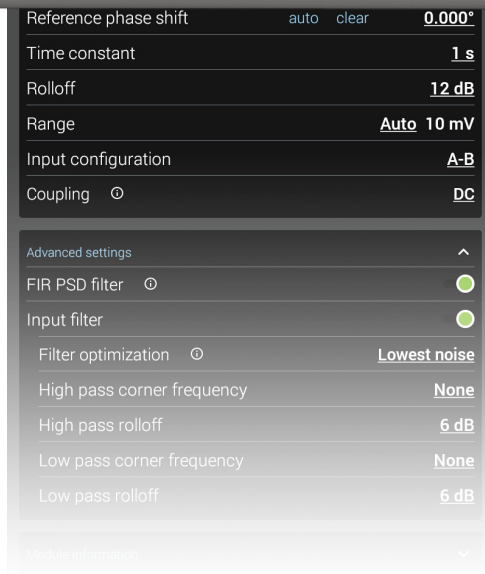 Reference phase shift auto clear 0.000°
Time constant 1 s
Rolloff 12 dB
Range Auto 10 mV
Input configuration A-B
Coupling DC
Advanced settings
FIR PSD filter
Input filter
Filter optimization Lowest noise
High pass corner frequency None
High pass rolloff 6 dB
Low pass corner frequency None
Low pass rolloff 6 dB
Module information